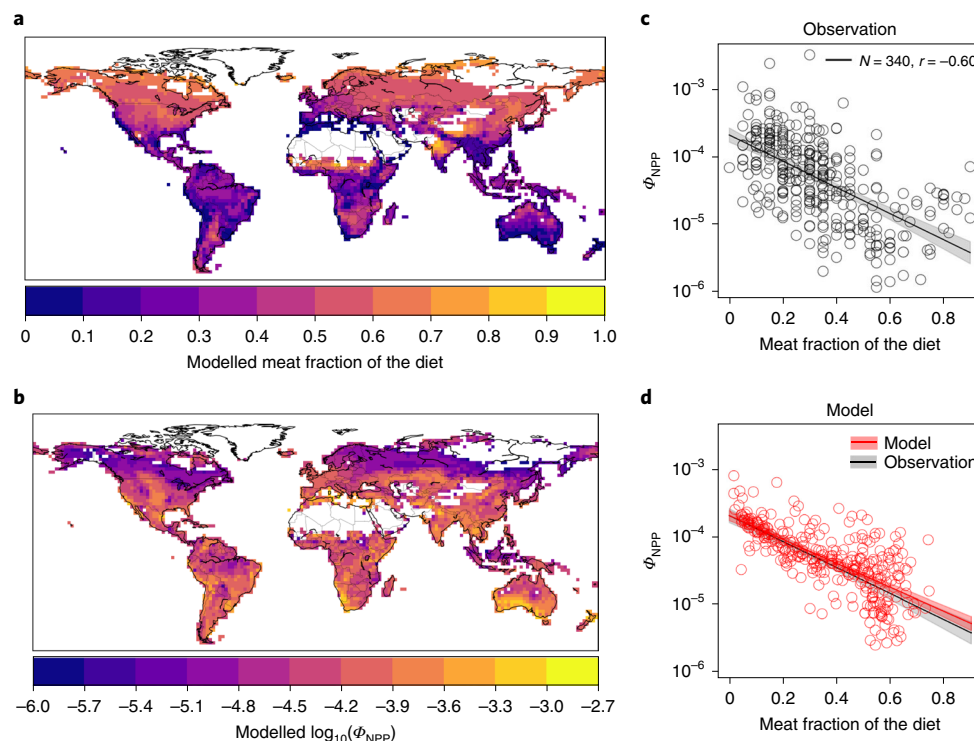 a
0 0.1 0.2 0.3 0.4 0.5 0.6 0.7 0.8 0.9 1.0
Modelled meat fraction of the diet
b
−6.0 −5.7 −5.4 −5.1 −4.8 −4.5 −4.2 −3.9 −3.6 −3.3 −3.0 −2.7
Modelled log₁₀(Φ_NPP)
c
Observation
N = 340, r = −0.60
10⁻³
10⁻⁴
10⁻⁵
10⁻⁶
Φ_NPP
0 0.2 0.4 0.6 0.8
Meat fraction of the diet
d
Model
Model
Observation
10⁻³
10⁻⁴
10⁻⁵
10⁻⁶
Φ_NPP
0 0.2 0.4 0.6 0.8
Meat fraction of the diet